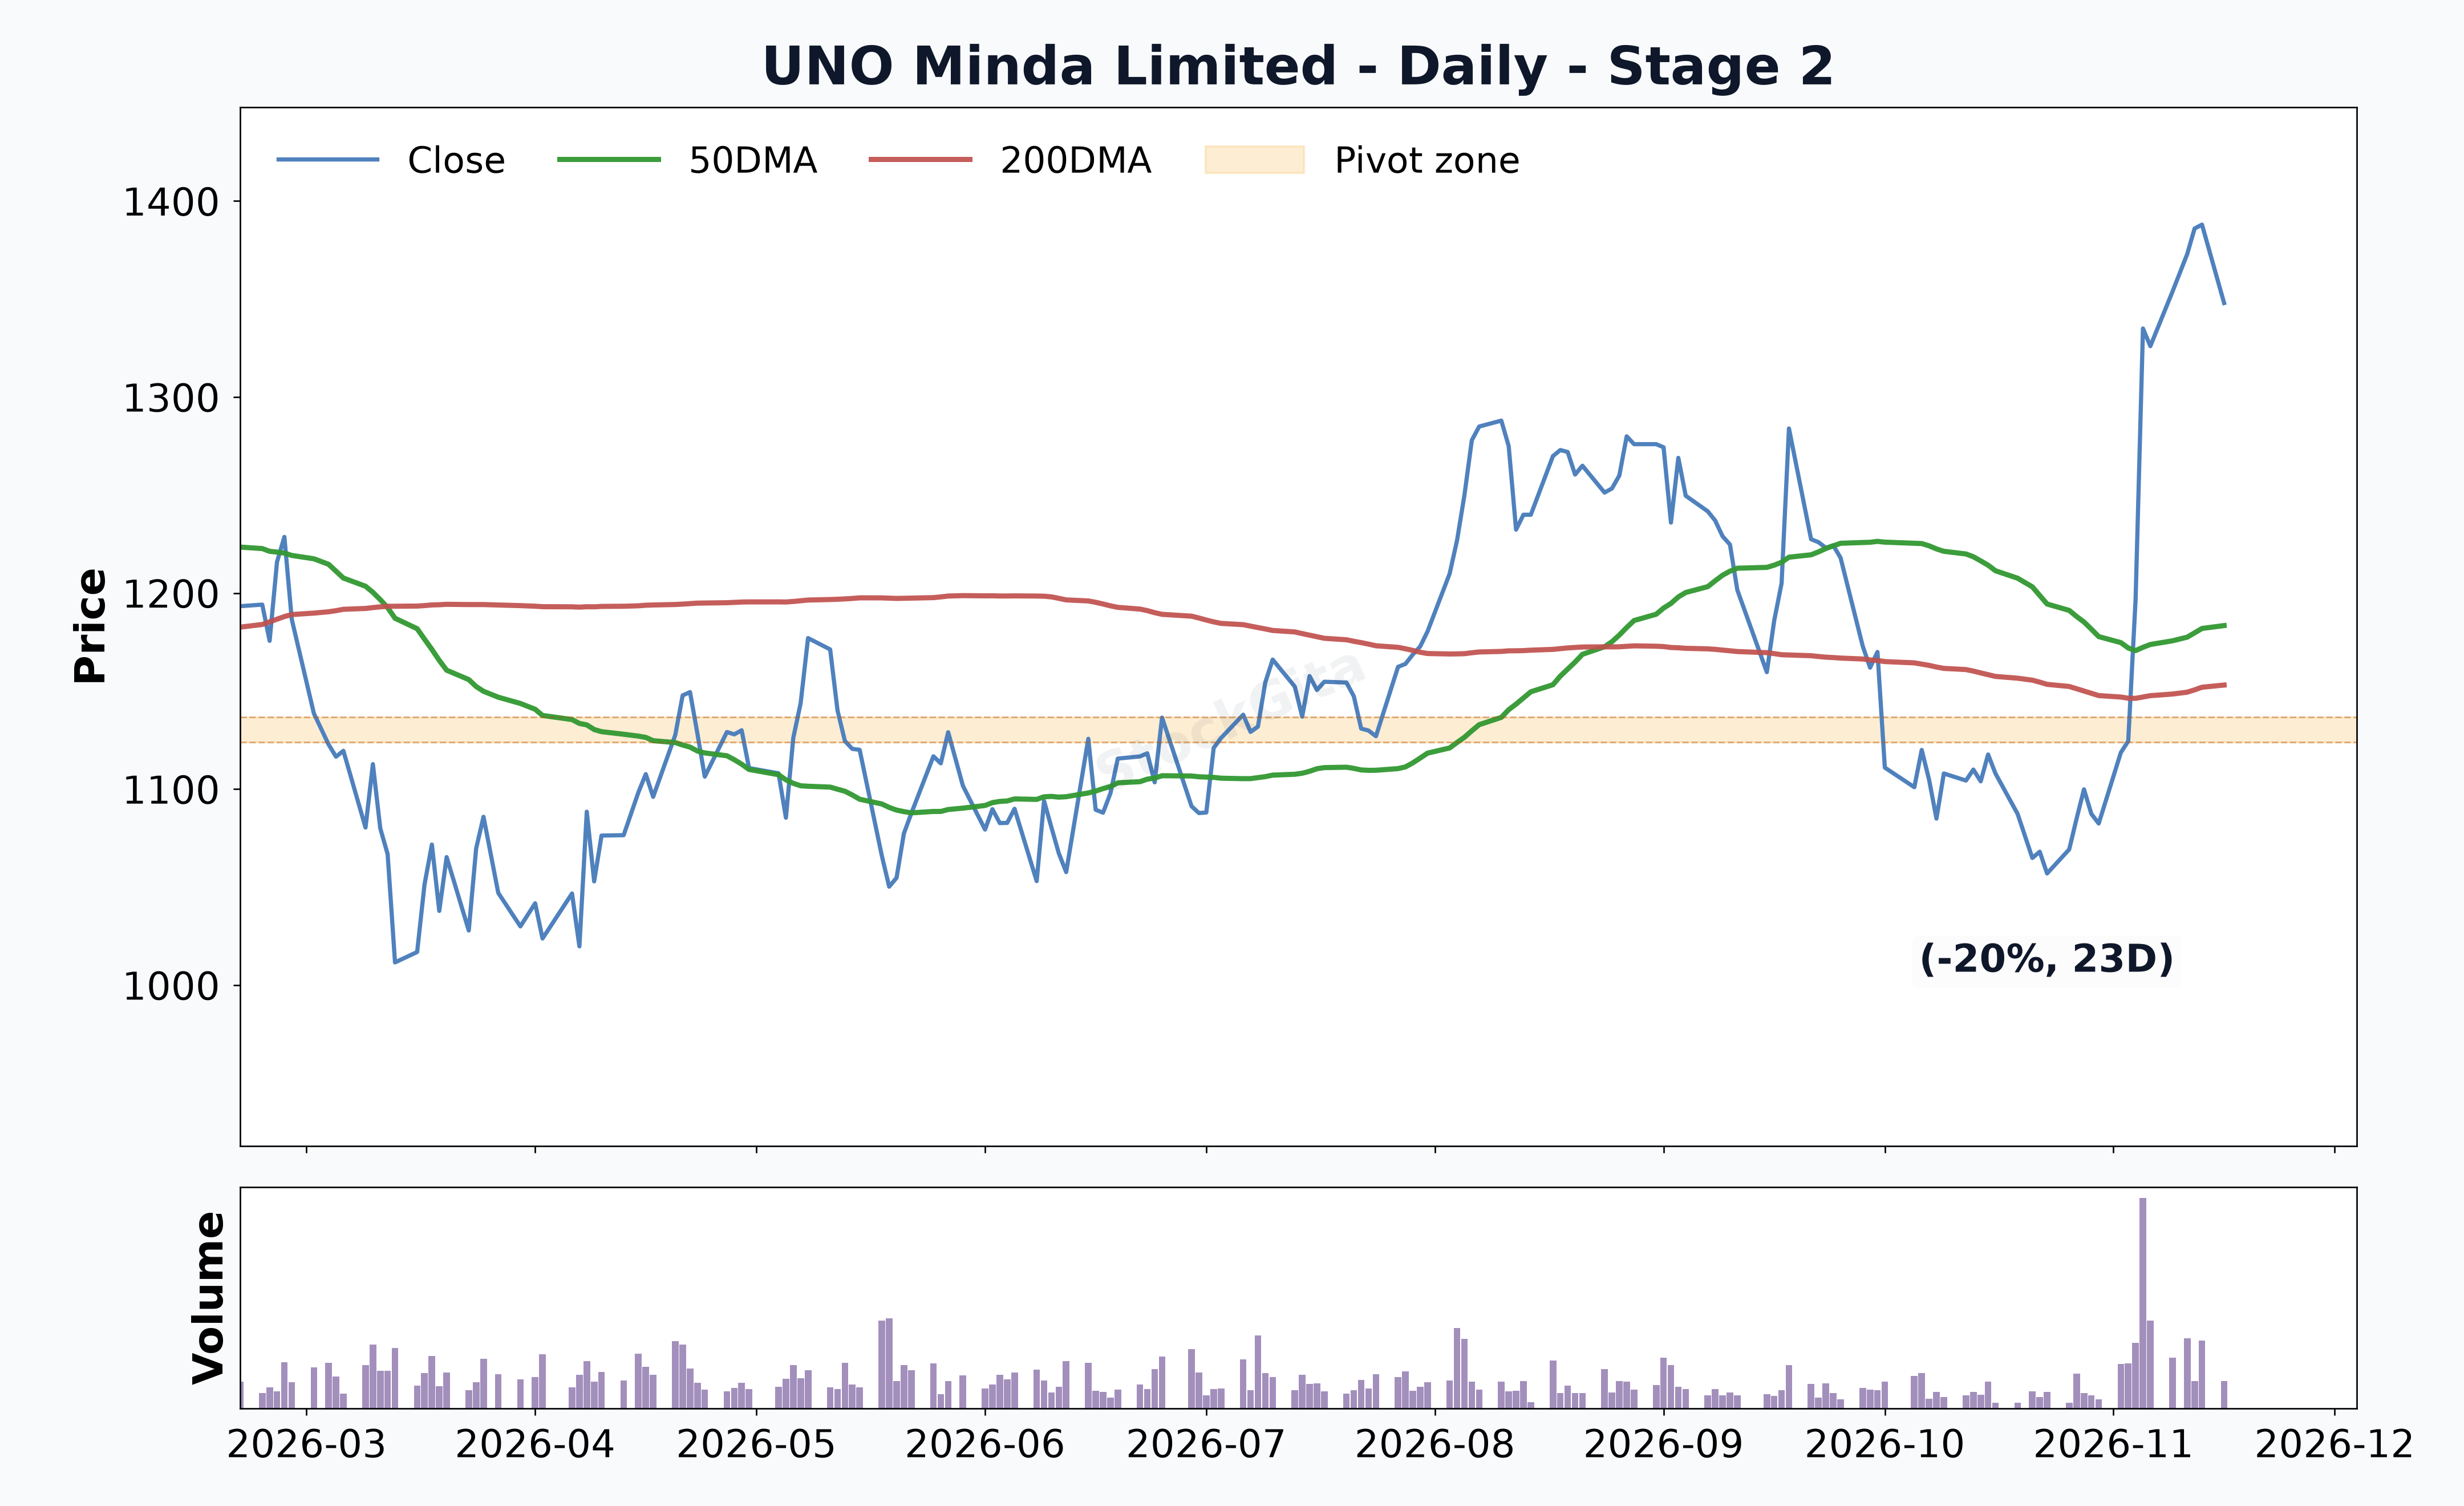 UNO Minda Limited - Daily - Stage 2
Close 50DMA 200DMA Pivot zone
1400
1300
1200
1100
1000
Price
StockGita
(-20%, 23D)
Volume
2026-03 2026-04 2026-05 2026-06 2026-07 2026-08 2026-09 2026-10 2026-11 2026-12